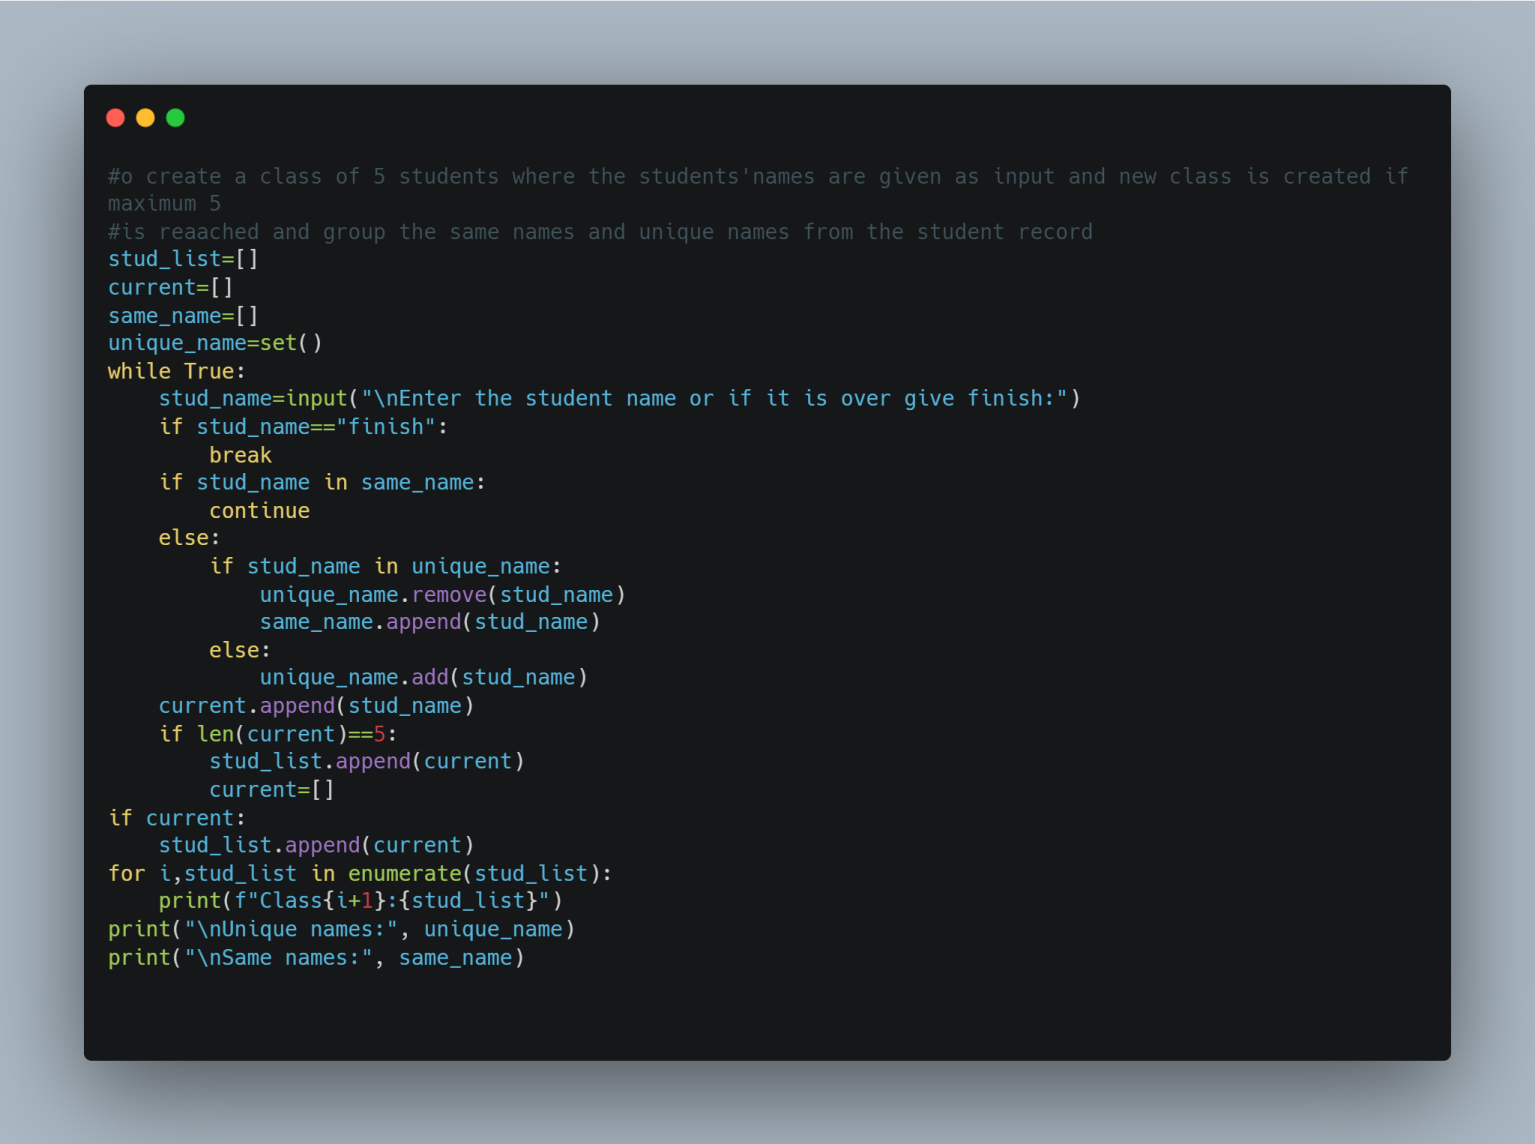 #o create a class of 5 students where the students'names are given as input and new class is created if
maximum 5
#is reaached and group the same names and unique names from the student record
stud_list=[]
current=[]
same_name=[]
unique_name=set()
while True:
    stud_name=input("\nEnter the student name or if it is over give finish:")
    if stud_name=="finish":
        break
    if stud_name in same_name:
        continue
    else:
        if stud_name in unique_name:
            unique_name.remove(stud_name)
            same_name.append(stud_name)
        else:
            unique_name.add(stud_name)
    current.append(stud_name)
    if len(current)==5:
        stud_list.append(current)
        current=[]
if current:
    stud_list.append(current)
for i,stud_list in enumerate(stud_list):
    print(f"Class{i+1}:{stud_list}")
print("\nUnique names:", unique_name)
print("\nSame names:", same_name)